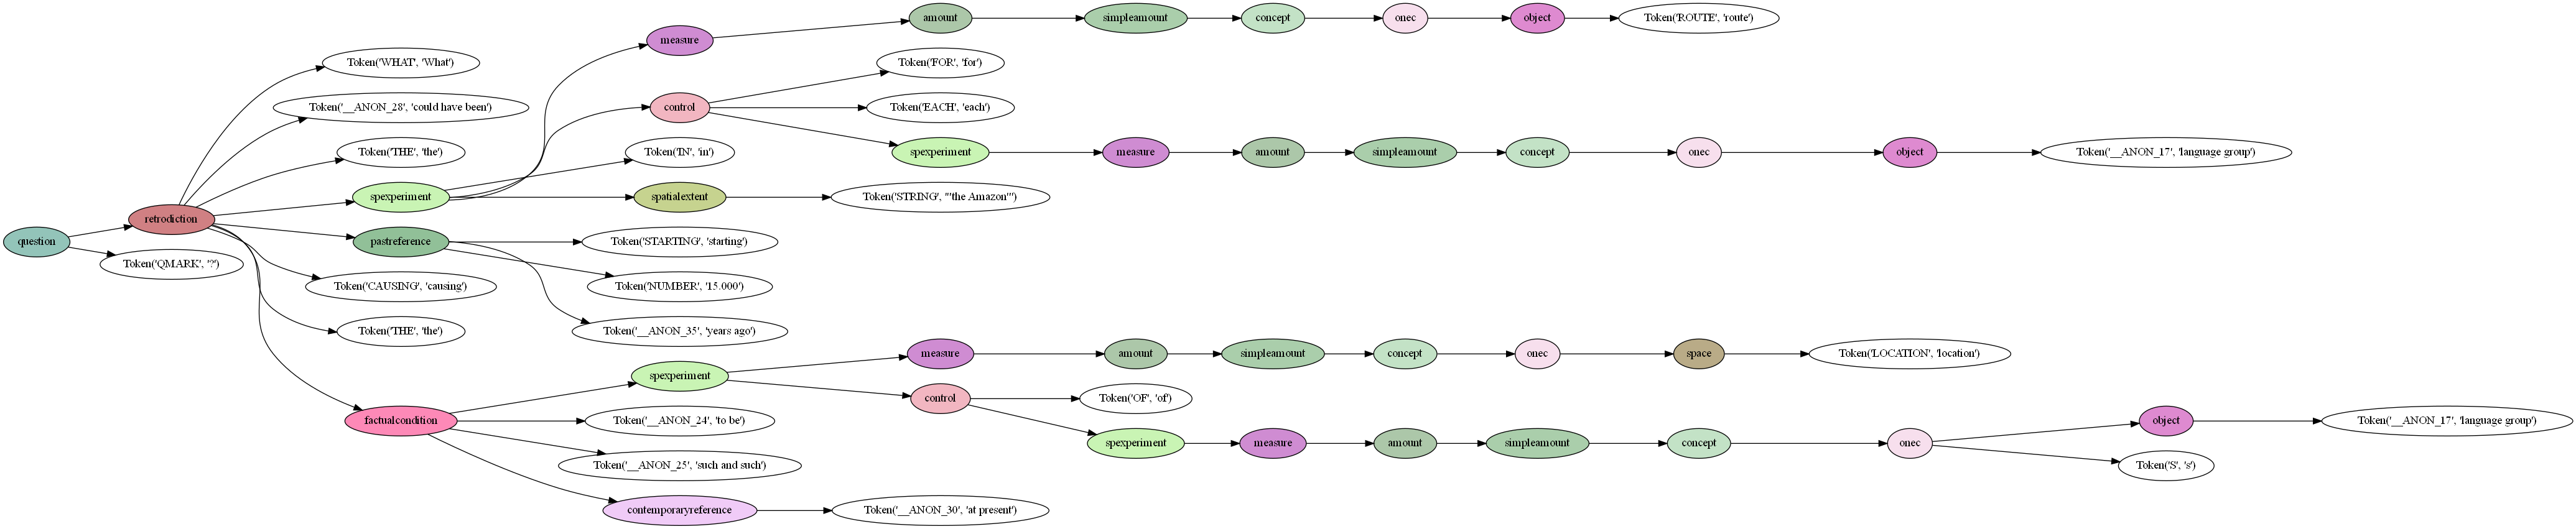 amount simpleamount concept onec object Token('ROUTE', 'route')
measure
Token('WHAT', 'What') Token('FOR', 'for')
Token('__ANON_28', 'could have been') control Token('EACH', 'each')
Token('THE', 'the') Token('IN', 'in') spexperiment measure amount simpleamount concept onec object Token('__ANON_17', 'language group')
spexperiment spatialextent Token('STRING', "'the Amazon'")
retrodiction
question pastreference Token('STARTING', 'starting')
Token('QMARK', '?')
Token('CAUSING', 'causing') Token('NUMBER', '15.000')
Token('THE', 'the') Token('__ANON_35', 'years ago')
measure amount simpleamount concept onec space Token('LOCATION', 'location')
spexperiment
control Token('OF', 'of')
factualcondition Token('__ANON_24', 'to be') object Token('__ANON_17', 'language group')
spexperiment measure amount simpleamount concept onec
Token('__ANON_25', 'such and such') Token('S', 's')
contemporaryreference Token('__ANON_30', 'at present')